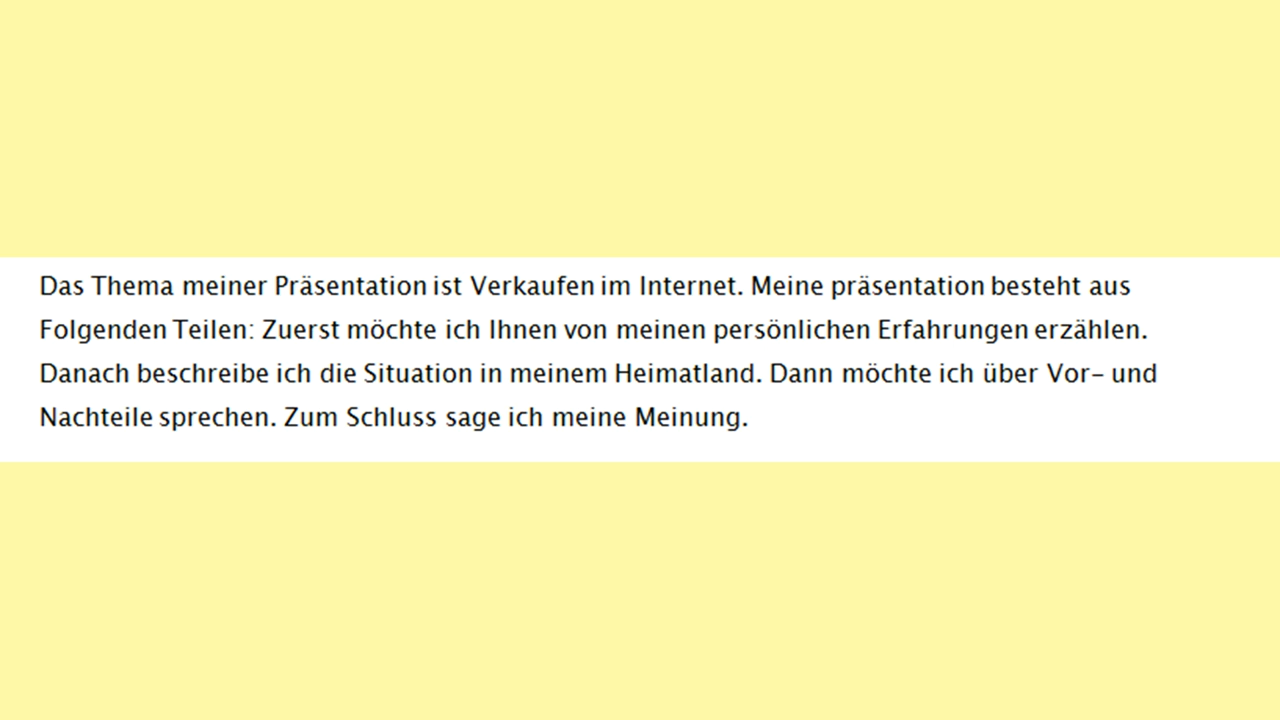 Das Thema meiner Präsentation ist Verkaufen im Internet. Meine präsentation besteht aus
Folgenden Teilen: Zuerst möchte ich Ihnen von meinen persönlichen Erfahrungen erzählen.
Danach beschreibe ich die Situation in meinem Heimatland. Dann möchte ich über Vor- und
Nachteile sprechen. Zum Schluss sage ich meine Meinung.